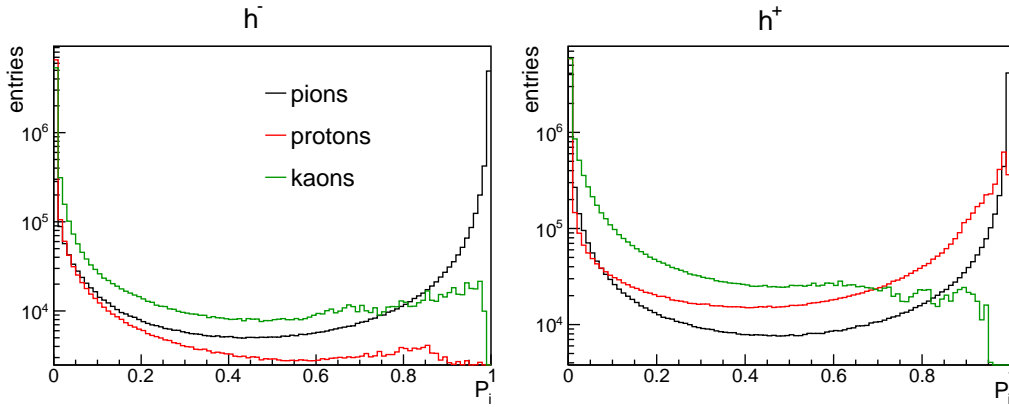 h⁻
entries
10⁶
10⁵
10⁴
pions
protons
kaons
0 0.2 0.4 0.6 0.8 1
Pᵢ
h⁺
entries
10⁶
10⁵
10⁴
0 0.2 0.4 0.6 0.8 1
Pᵢ